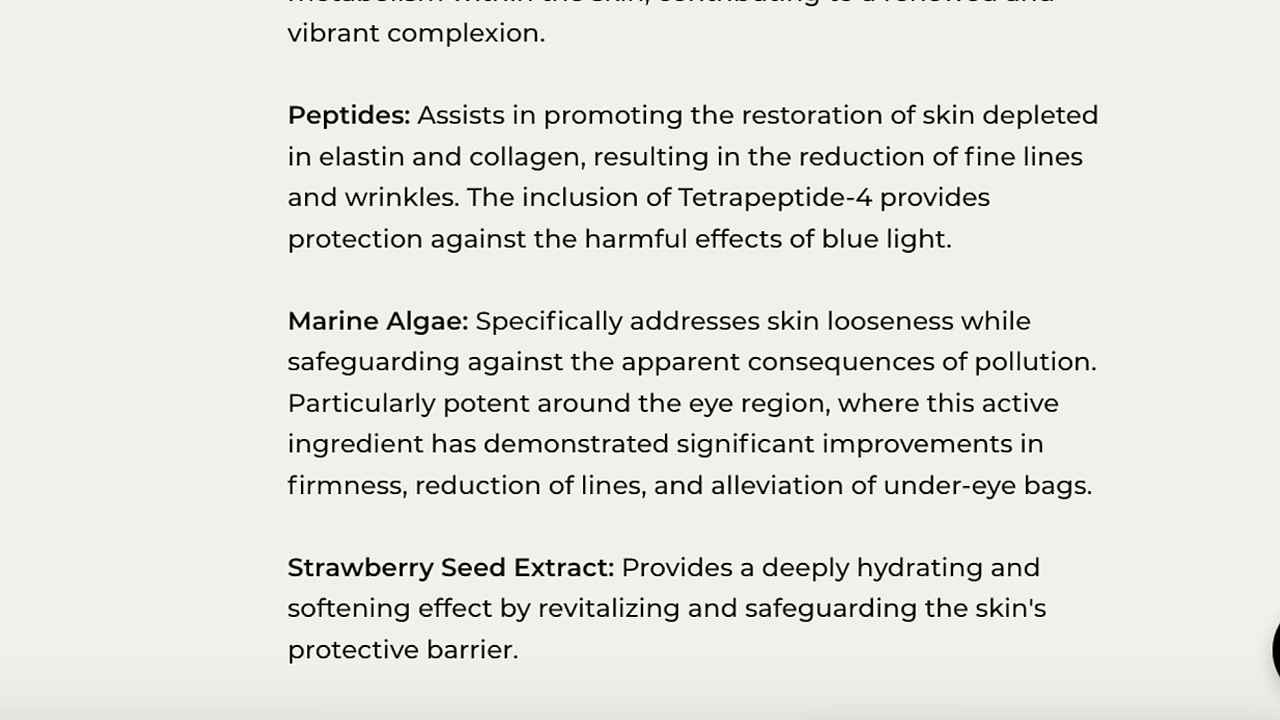 vibrant complexion.
Peptides: Assists in promoting the restoration of skin depleted
in elastin and collagen, resulting in the reduction of fine lines
and wrinkles. The inclusion of Tetrapeptide-4 provides
protection against the harmful effects of blue light.
Marine Algae: Specifically addresses skin looseness while
safeguarding against the apparent consequences of pollution.
Particularly potent around the eye region, where this active
ingredient has demonstrated significant improvements in
firmness, reduction of lines, and alleviation of under-eye bags.
Strawberry Seed Extract: Provides a deeply hydrating and
softening effect by revitalizing and safeguarding the skin's
protective barrier.